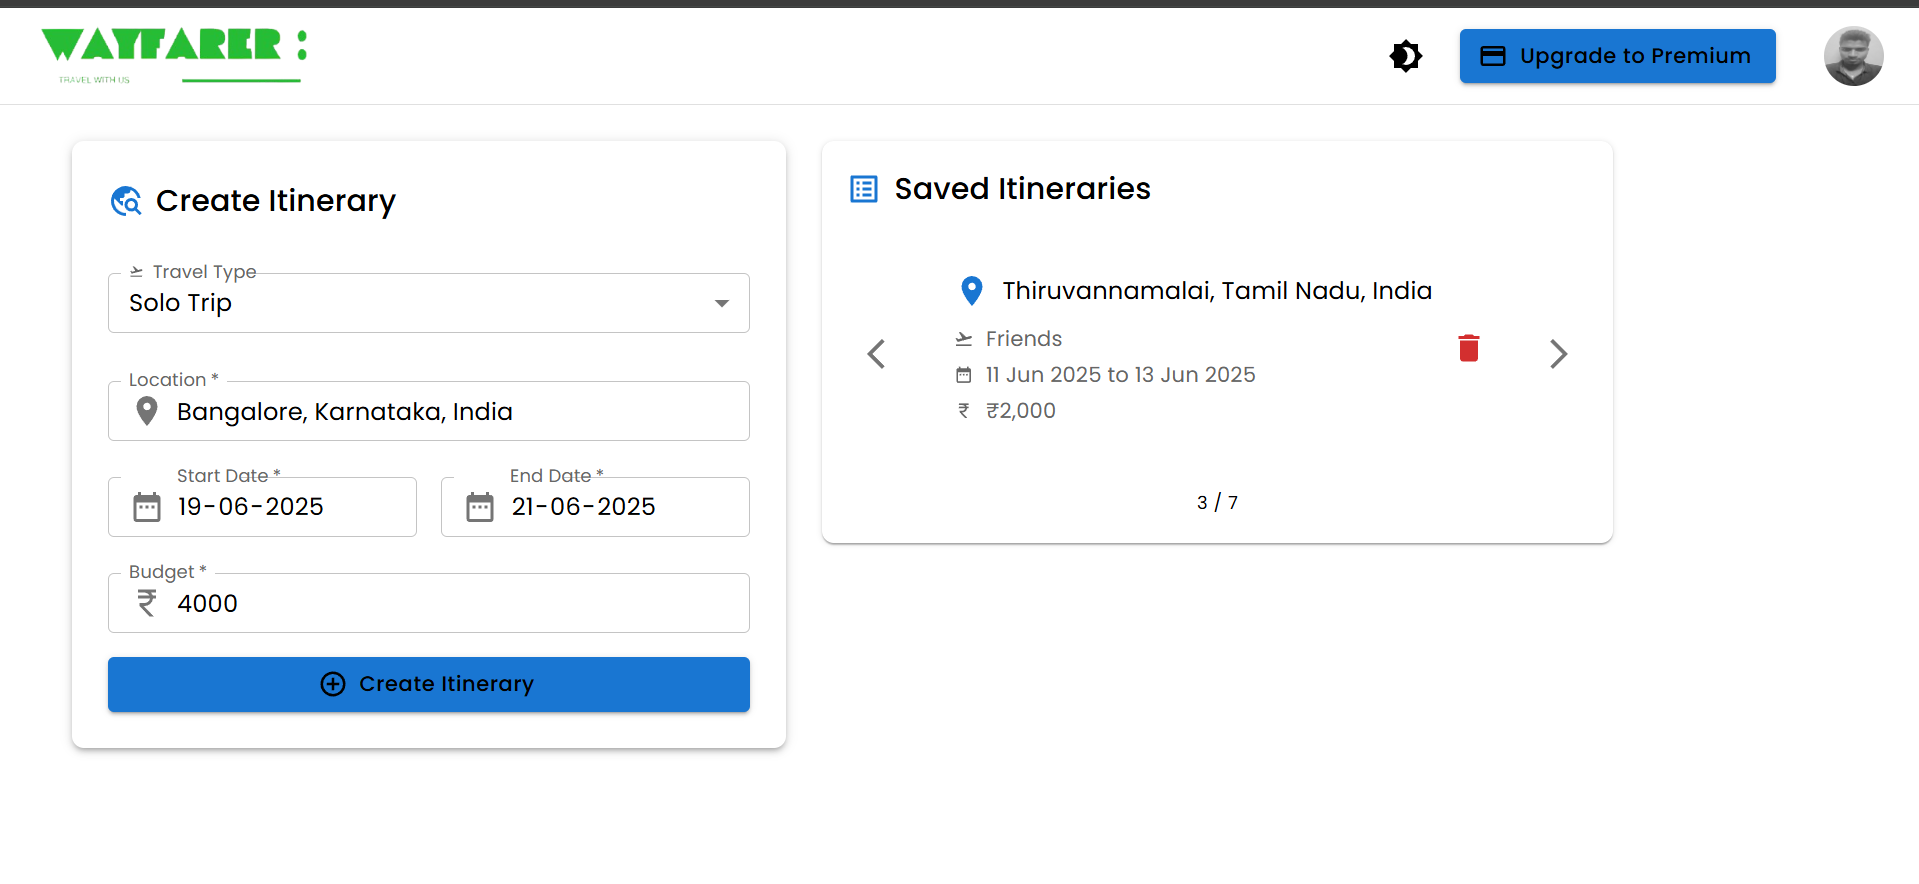 WAYFARER :
TRAVEL WITH US
Upgrade to Premium
Create Itinerary
Travel Type
Solo Trip
Location *
Bangalore, Karnataka, India
Start Date *
19-06-2025
End Date *
21-06-2025
Budget *
₹ 4000
Create Itinerary
Saved Itineraries
Thiruvannamalai, Tamil Nadu, India
Friends
11 Jun 2025 to 13 Jun 2025
₹ ₹2,000
3 / 7